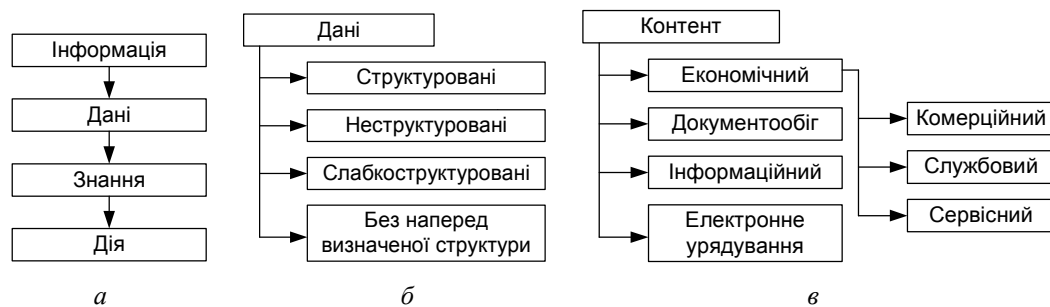 Інформація
Дані
Знання
Дія
а
Дані
Структуровані
Неструктуровані
Слабкоструктуровані
Без наперед
визначеної структури
б
Контент
Економічний
Документообіг
Інформаційний
Електронне
урядування
Комерційний
Службовий
Сервісний
в